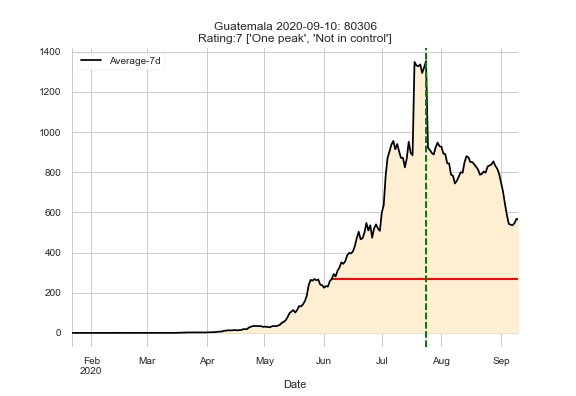 Guatemala 2020-09-10: 80306
Rating:7 ['One peak', 'Not in control']
Average-7d
1400
1200
1000
800
600
400
200
0
Feb Mar Apr May Jun Jul Aug Sep
2020
Date